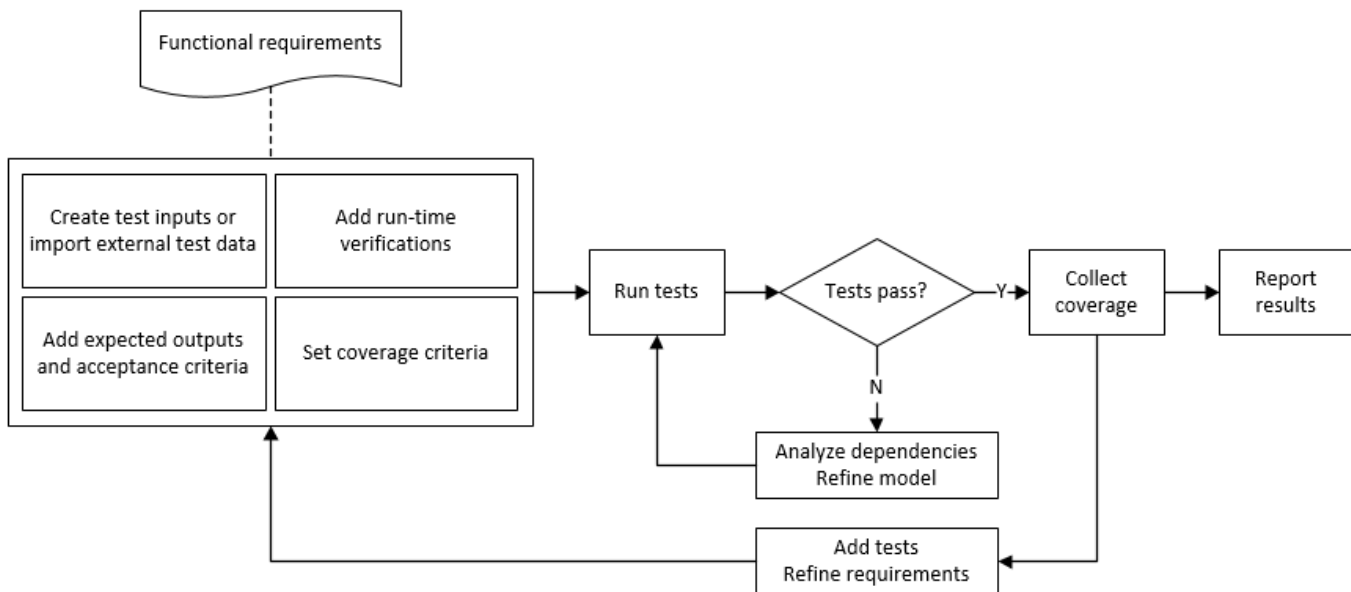 Functional requirements
Create test inputs or
import external test data
Add run-time
verifications
Add expected outputs
and acceptance criteria
Set coverage criteria
Run tests
Tests pass?
Y
Collect
coverage
Report
results
N
Analyze dependencies
Refine model
Add tests
Refine requirements